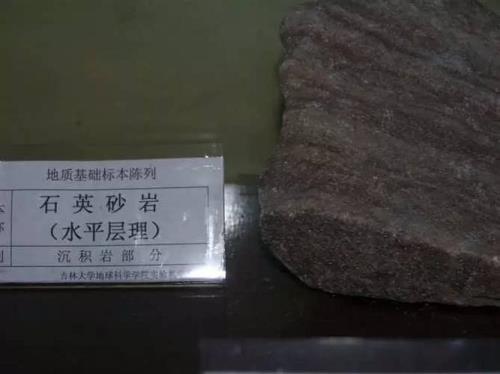 地质基础标本陈列
石英砂岩
（水平层理）
沉积岩部分
吉林大学地球科学学院实验